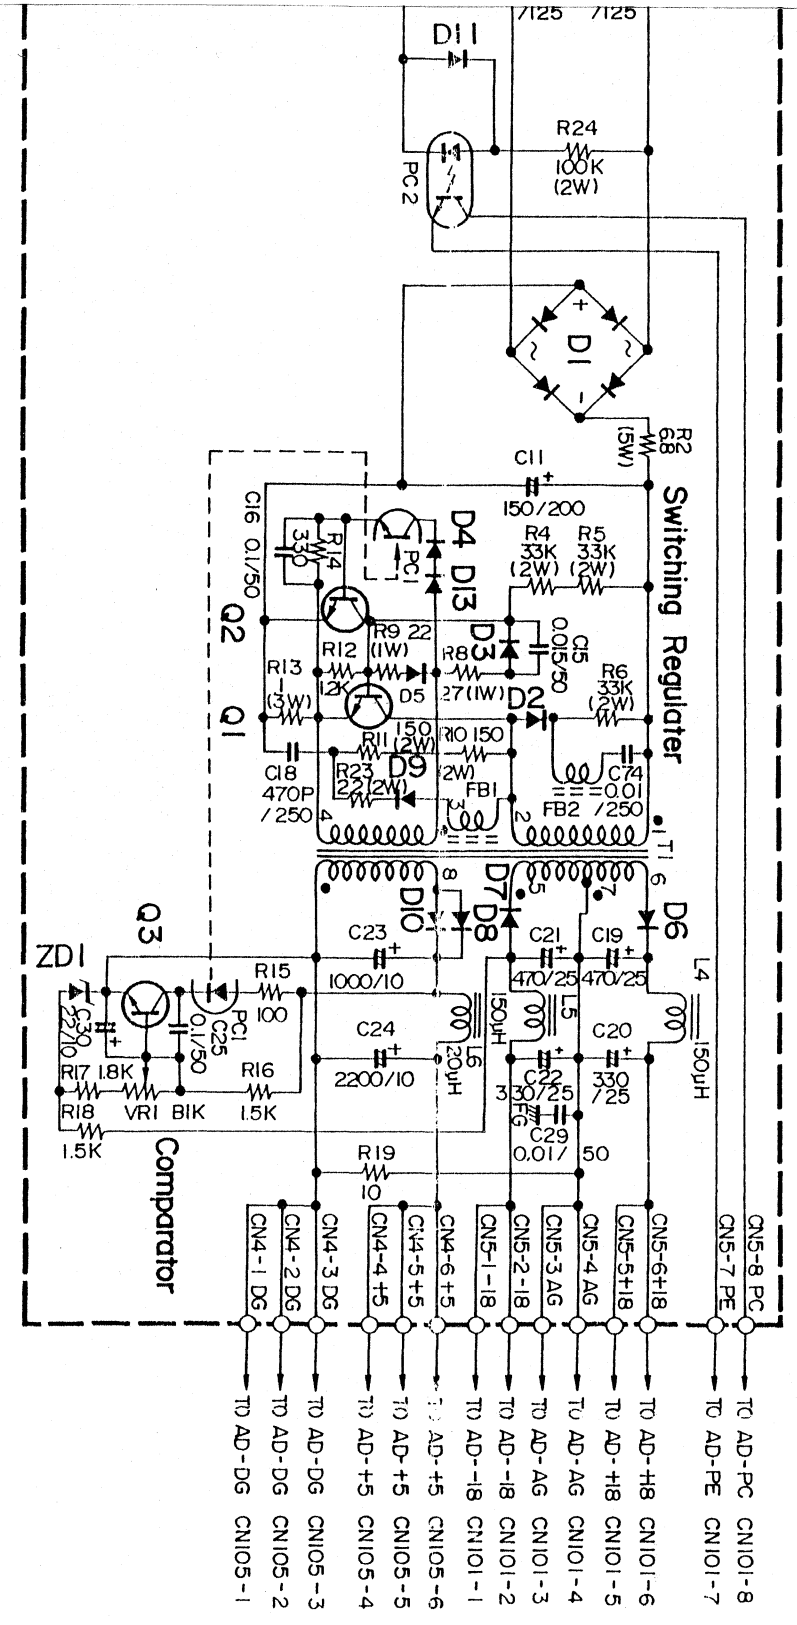 /125
/125
D11
R24
100K
(2W)
PC2
+
D1
~
~
-
R2
6.8
(5W)
C11
+
150/200
Switching Regulater
C16 0.1/50
R14
330
PC1
D4
D13
R4
33K
(2W)
R5
33K
(2W)
Q2
R9 22
(1W)
D3
C15
0.015/50
R12
1.2K
D5
R8
27(1W)
R13
1
(3W)
R6
33K
(2W)
D2
Q1
R11 150
(2W)
R10 150
(2W)
C18
470P
/250
R23
22(2W)
D9
FB1
FB2
C74
0.01
/250
4
3
2
1
T1
8
5
7
6
D10
D8
D7
D6
Q3
ZD1
C23
+
1000/10
C21
+
470/25
C19
+
470/25
L4
150μH
R15
100
PC1
C25
0.1/50
C30
22/10
+
C24
+
2200/10
L6
20μH
150μH
L5
C22
+
330/25
C20
+
330
/25
R17 1.8K
VR1 B1K
R16
1.5K
R18
1.5K
FG
C29
0.01/50
R19
10
Comparator
CN4-1 DG
CN4-2 DG
CN4-3 DG
CN4-4+5
CN4-5+5
CN4-6+5
CN5-1-18
CN5-2-18
CN5-3 AG
CN5-4 AG
CN5-5+18
CN5-6+18
CN5-7 PE
CN5-8 PC
TO AD-DG CN105-1
TO AD-DG CN105-2
TO AD-DG CN105-3
TO AD-+5 CN105-4
TO AD-+5 CN105-5
TO AD-+5 CN105-6
TO AD--18 CN101-1
TO AD--18 CN101-2
TO AD-AG CN101-3
TO AD-AG CN101-4
TO AD-+18 CN101-5
TO AD-+18 CN101-6
TO AD-PE CN101-7
TO AD-PC CN101-8